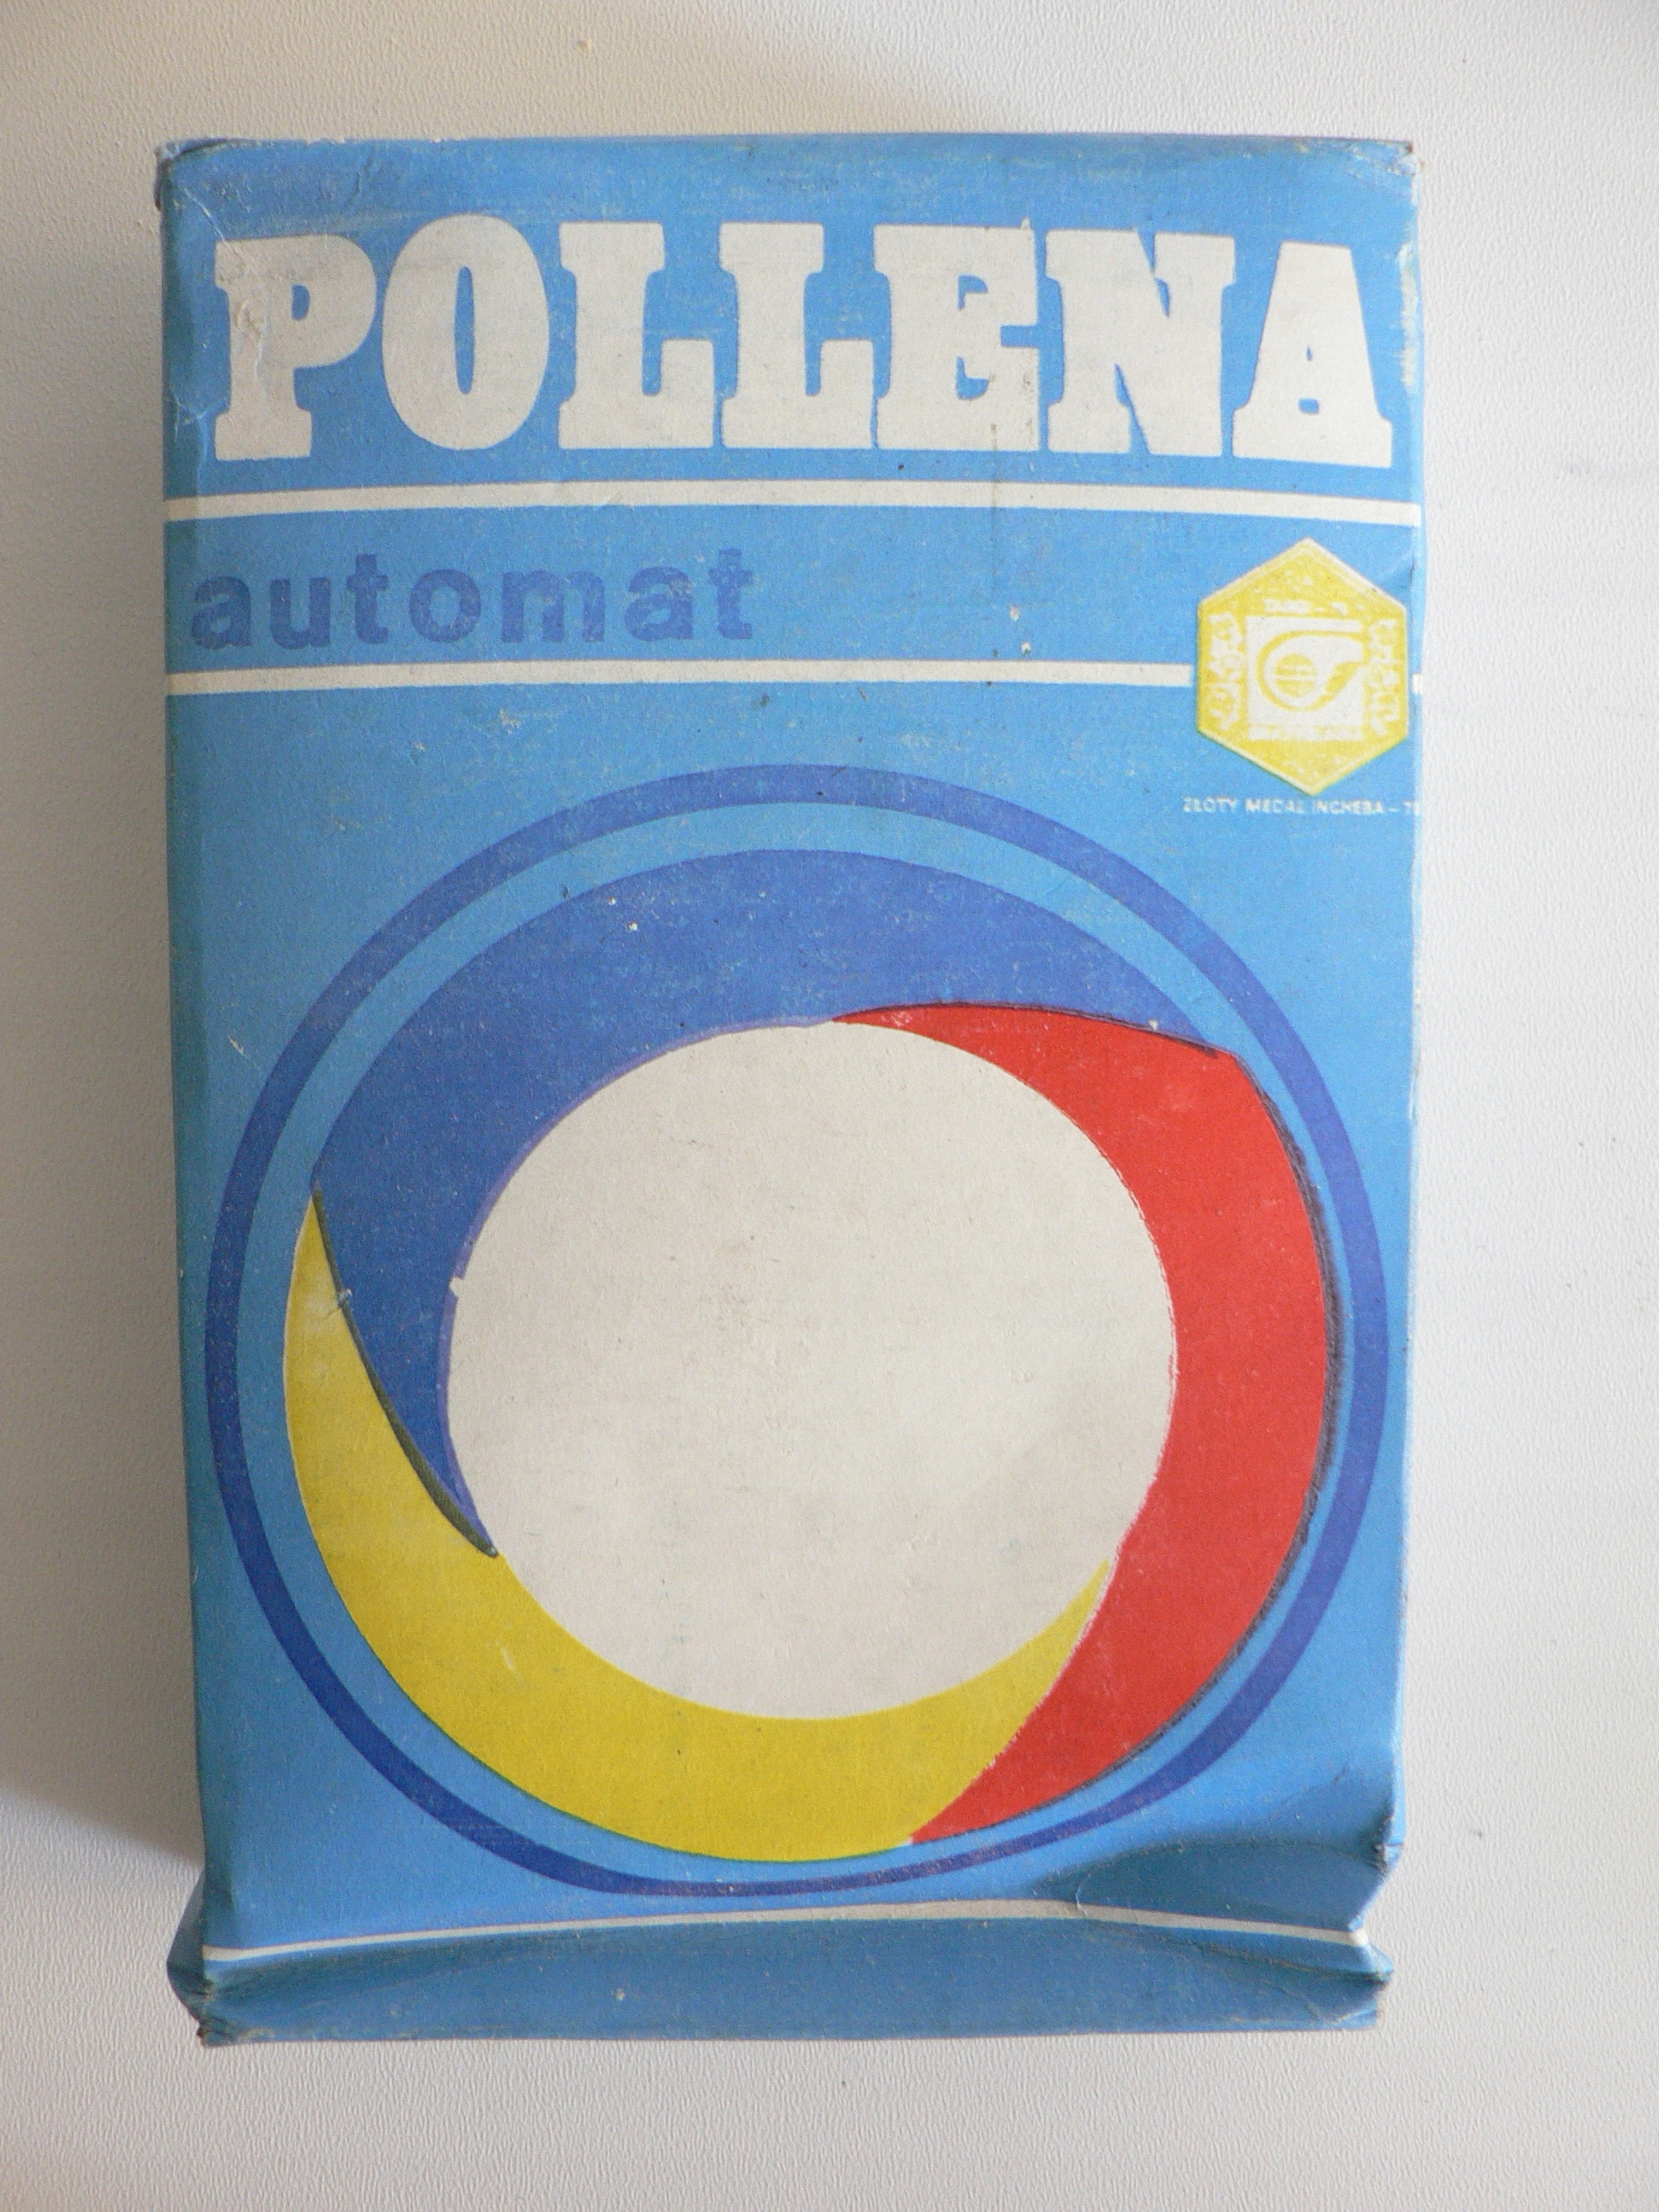 POLLENA
automat
ZŁOTY MEDAL INCHEBA –